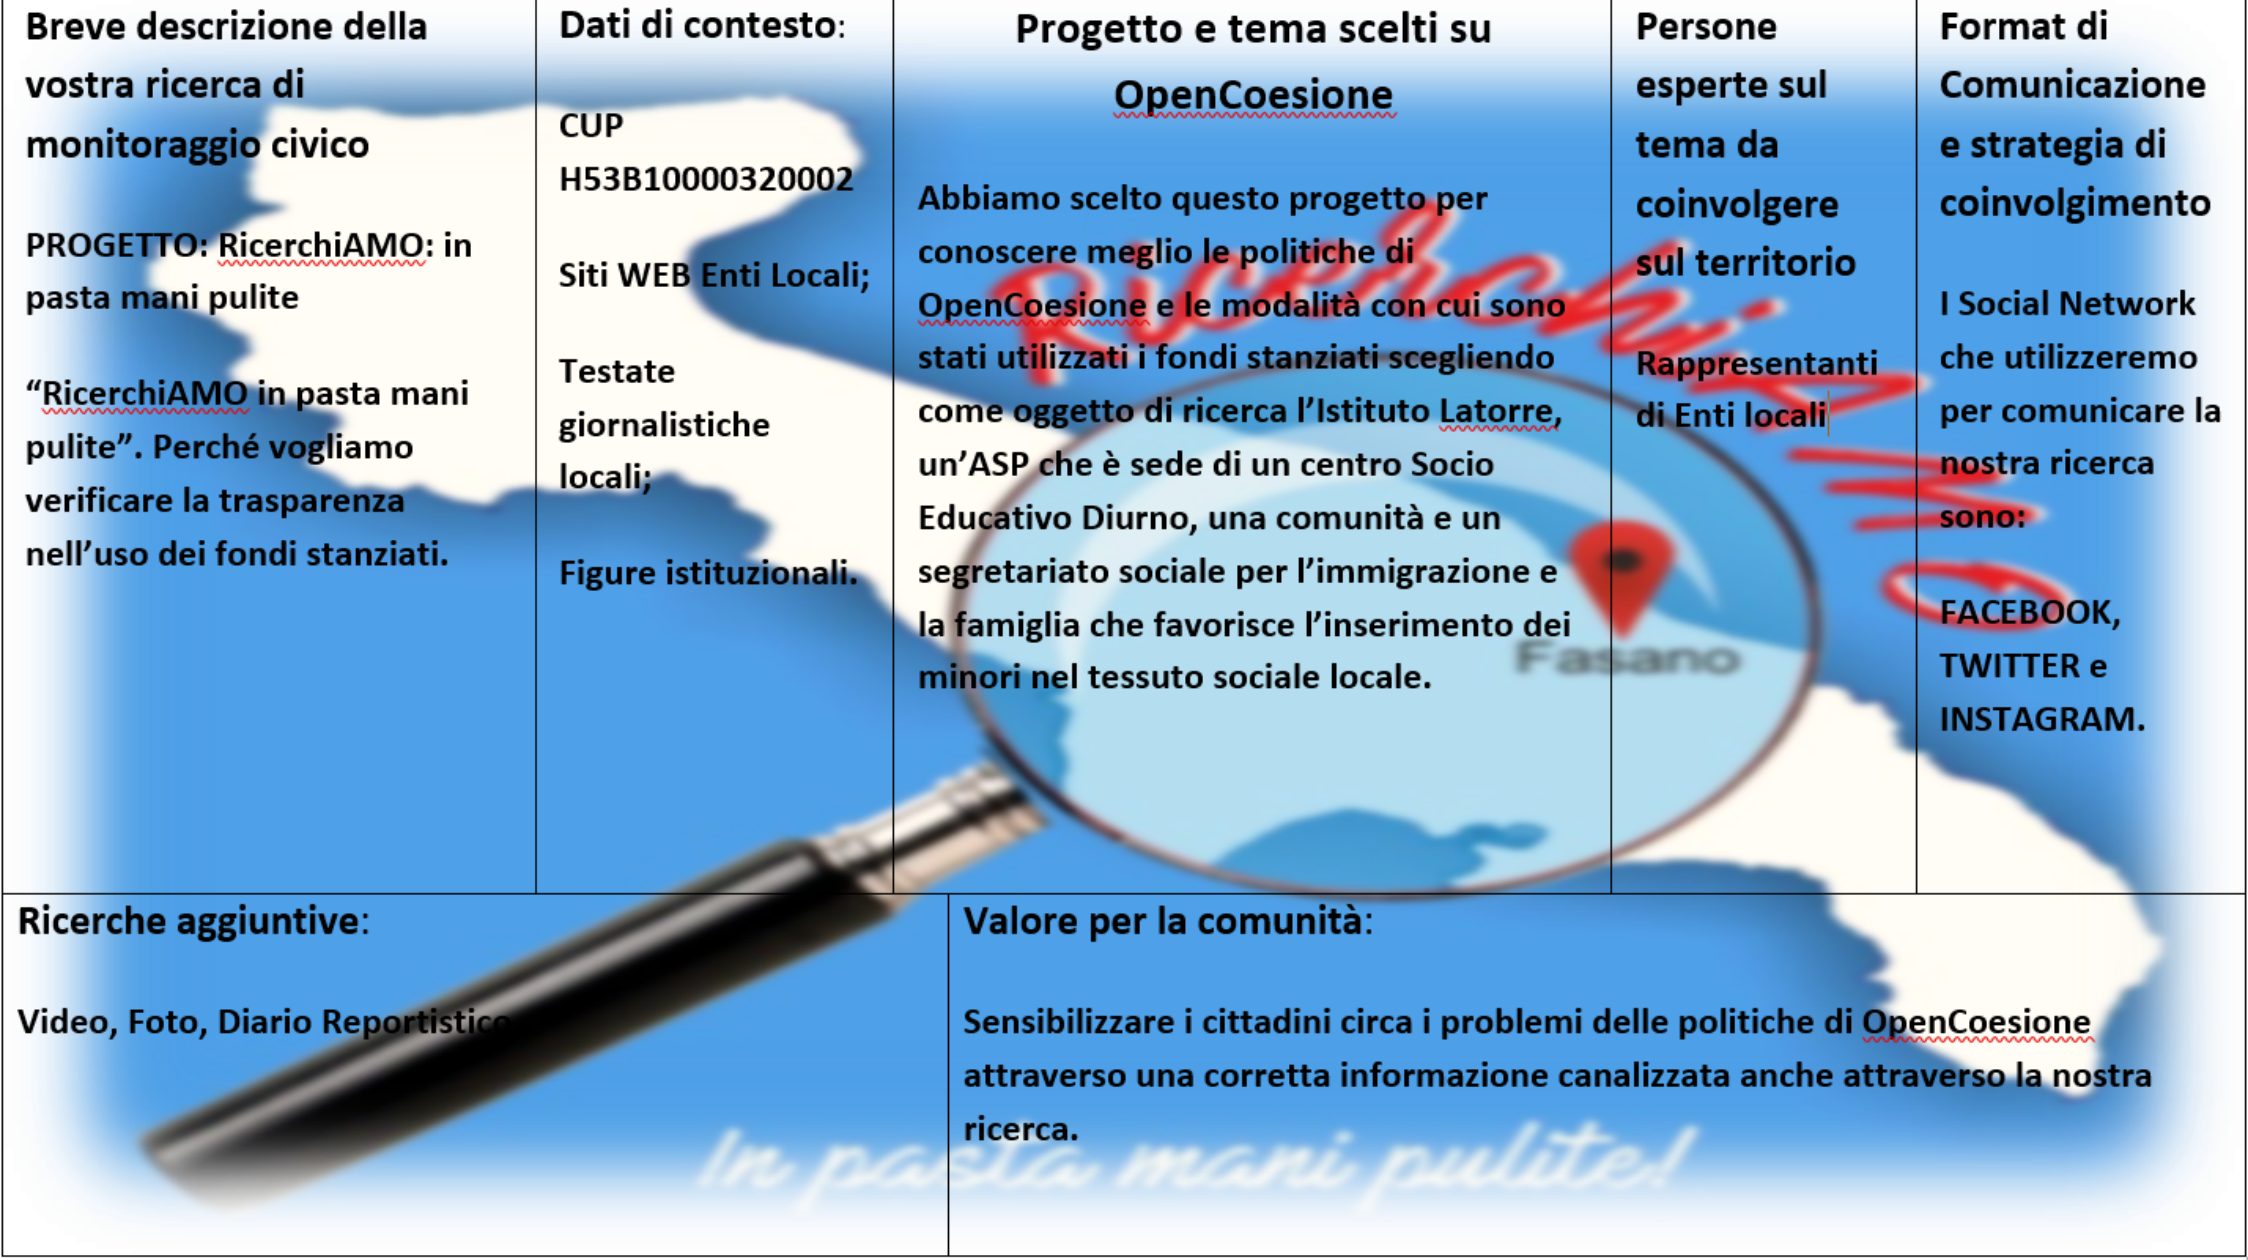 Breve descrizione della
vostra ricerca di
monitoraggio civico
PROGETTO: RicerchiAMO: in
pasta mani pulite
“RicerchiAMO in pasta mani
pulite”. Perché vogliamo
verificare la trasparenza
nell’uso dei fondi stanziati.
Dati di contesto:
CUP
H53B10000320002
Siti WEB Enti Locali;
Testate
giornalistiche
locali;
Figure istituzionali.
Progetto e tema scelti su
OpenCoesione
Abbiamo scelto questo progetto per
conoscere meglio le politiche di
OpenCoesione e le modalità con cui sono
stati utilizzati i fondi stanziati scegliendo
come oggetto di ricerca l’Istituto Latorre,
un’ASP che è sede di un centro Socio
Educativo Diurno, una comunità e un
segretariato sociale per l’immigrazione e
la famiglia che favorisce l’inserimento dei
minori nel tessuto sociale locale.
Persone
esperte sul
tema da
coinvolgere
sul territorio
Rappresentanti
di Enti locali
Format di
Comunicazione
e strategia di
coinvolgimento
I Social Network
che utilizzeremo
per comunicare la
nostra ricerca
sono:
FACEBOOK,
TWITTER e
INSTAGRAM.
RicerchiAMO
Fasano
Ricerche aggiuntive:
Video, Foto, Diario Reportistico
Valore per la comunità:
Sensibilizzare i cittadini circa i problemi delle politiche di OpenCoesione
attraverso una corretta informazione canalizzata anche attraverso la nostra
ricerca.
In pasta mani pulite!